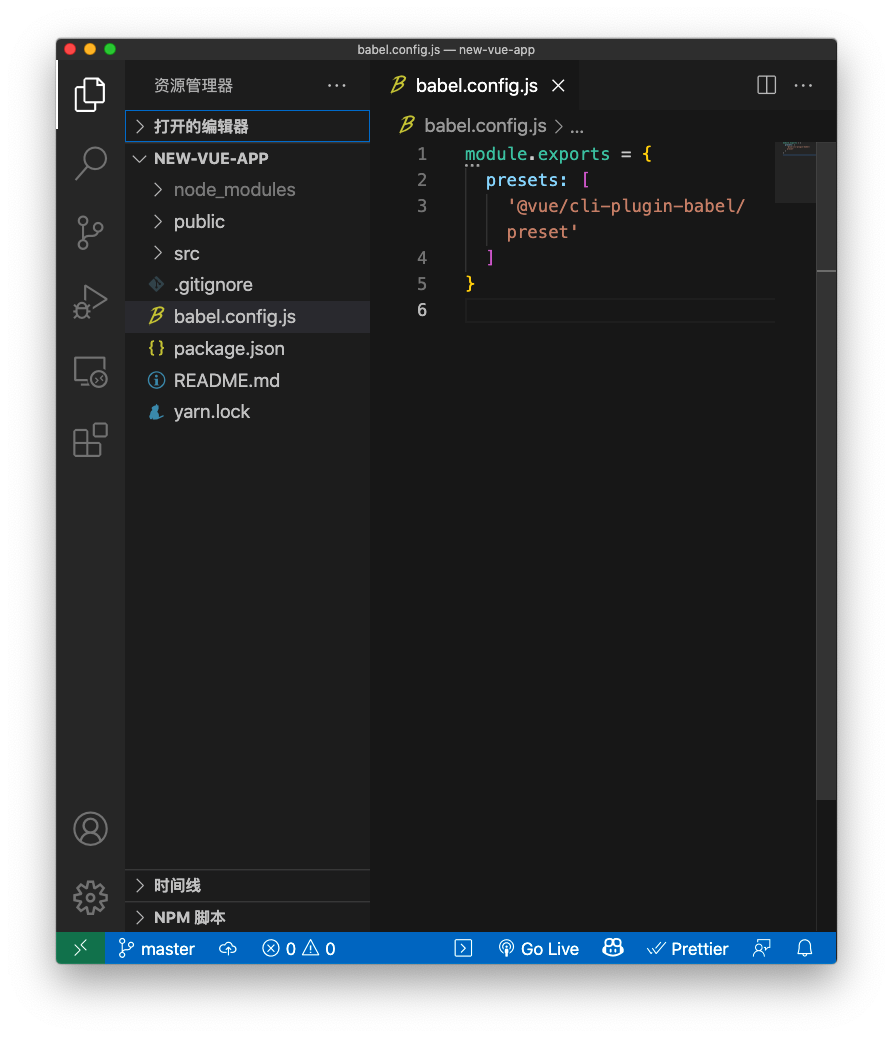 babel.config.js — new-vue-app
资源管理器
打开的编辑器
NEW-VUE-APP
node_modules
public
src
.gitignore
babel.config.js
package.json
README.md
yarn.lock
时间线
NPM 脚本
babel.config.js
babel.config.js > ...
1 module.exports = {
2 presets: [
3 '@vue/cli-plugin-babel/
preset'
4 ]
5 }
6
master 0 0 Go Live Prettier